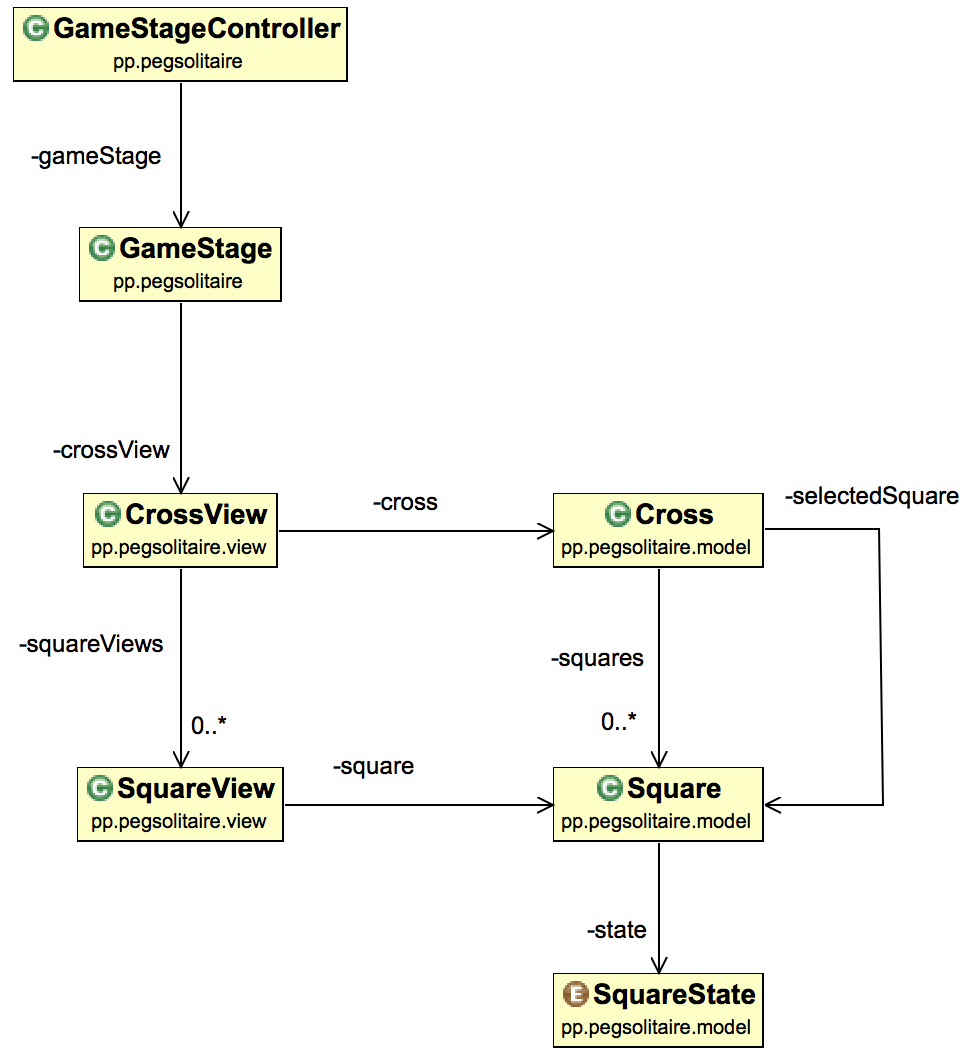 C GameStageController
pp.pegsolitaire
-gameStage
C GameStage
pp.pegsolitaire
-crossView
C CrossView
pp.pegsolitaire.view
-cross
C Cross
pp.pegsolitaire.model
-selectedSquare
-squareViews
0..*
-squares
0..*
C SquareView
pp.pegsolitaire.view
-square
C Square
pp.pegsolitaire.model
-state
E SquareState
pp.pegsolitaire.model